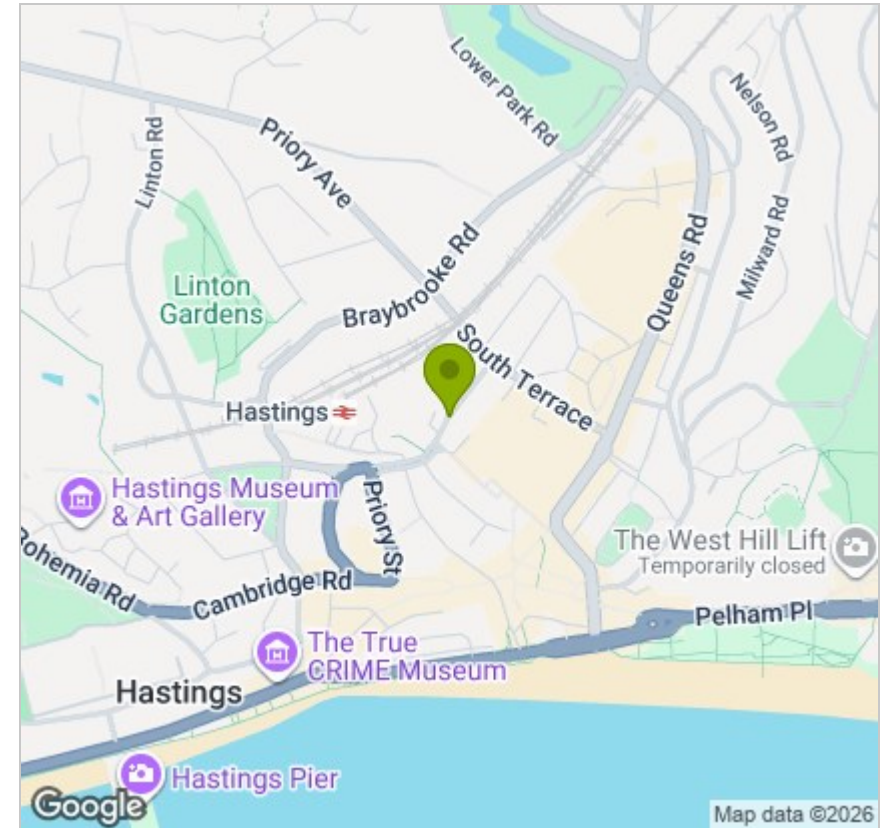 Lower Park Rd
Nelson Rd
Linton Rd
Priory Ave
Milward Rd
Braybrooke Rd
Queens Rd
Linton
Gardens
South Terrace
Hastings
Hastings Museum
& Art Gallery
Priory St
The West Hill Lift
Temporarily closed
Bohemia Rd
Cambridge Rd
Pelham Pl
The True
CRIME Museum
Hastings
Hastings Pier
Google
Map data ©2026